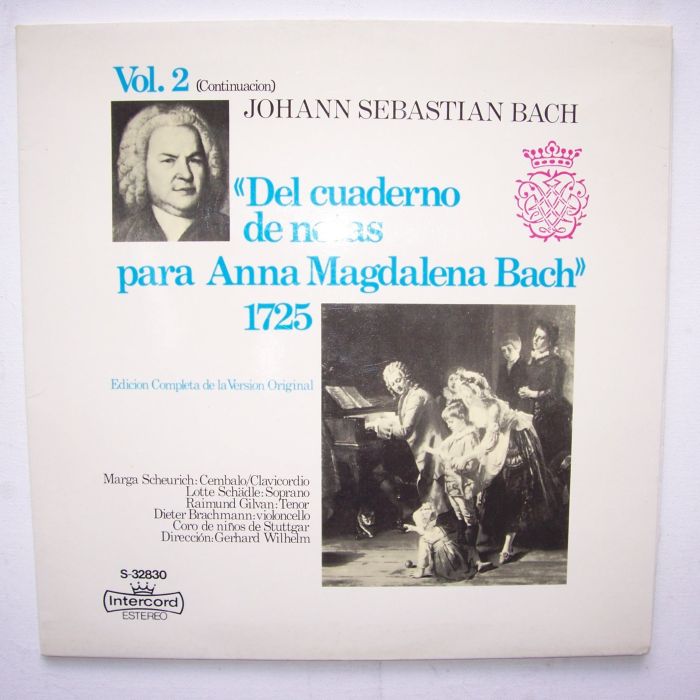 Vol. 2 (Continuacion)
JOHANN SEBASTIAN BACH
«Del cuaderno
de notas
para Anna Magdalena Bach»
1725
Edicion Completa de la Version Original
Marga Scheurich: Cembalo/Clavicordio
Lotte Schädle: Soprano
Raimund Gilvan: Tenor
Dieter Brachmann: violoncello
Coro de niños de Stuttgar
Dirección: Gerhard Wilhelm
S-32830
Intercord
ESTEREO